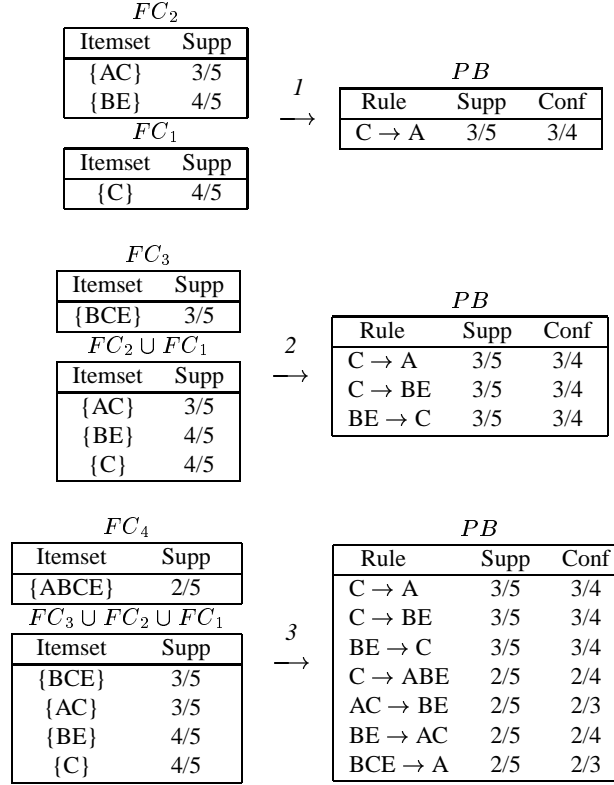 FC₂
Itemset Supp
{AC} 3/5
{BE} 4/5
FC₁
Itemset Supp
{C} 4/5
1
→
PB
Rule Supp Conf
C → A 3/5 3/4
FC₃
Itemset Supp
{BCE} 3/5
FC₂ ∪ FC₁
Itemset Supp
{AC} 3/5
{BE} 4/5
{C} 4/5
2
→
PB
Rule Supp Conf
C → A 3/5 3/4
C → BE 3/5 3/4
BE → C 3/5 3/4
FC₄
Itemset Supp
{ABCE} 2/5
FC₃ ∪ FC₂ ∪ FC₁
Itemset Supp
{BCE} 3/5
{AC} 3/5
{BE} 4/5
{C} 4/5
3
→
PB
Rule Supp Conf
C → A 3/5 3/4
C → BE 3/5 3/4
BE → C 3/5 3/4
C → ABE 2/5 2/4
AC → BE 2/5 2/3
BE → AC 2/5 2/4
BCE → A 2/5 2/3